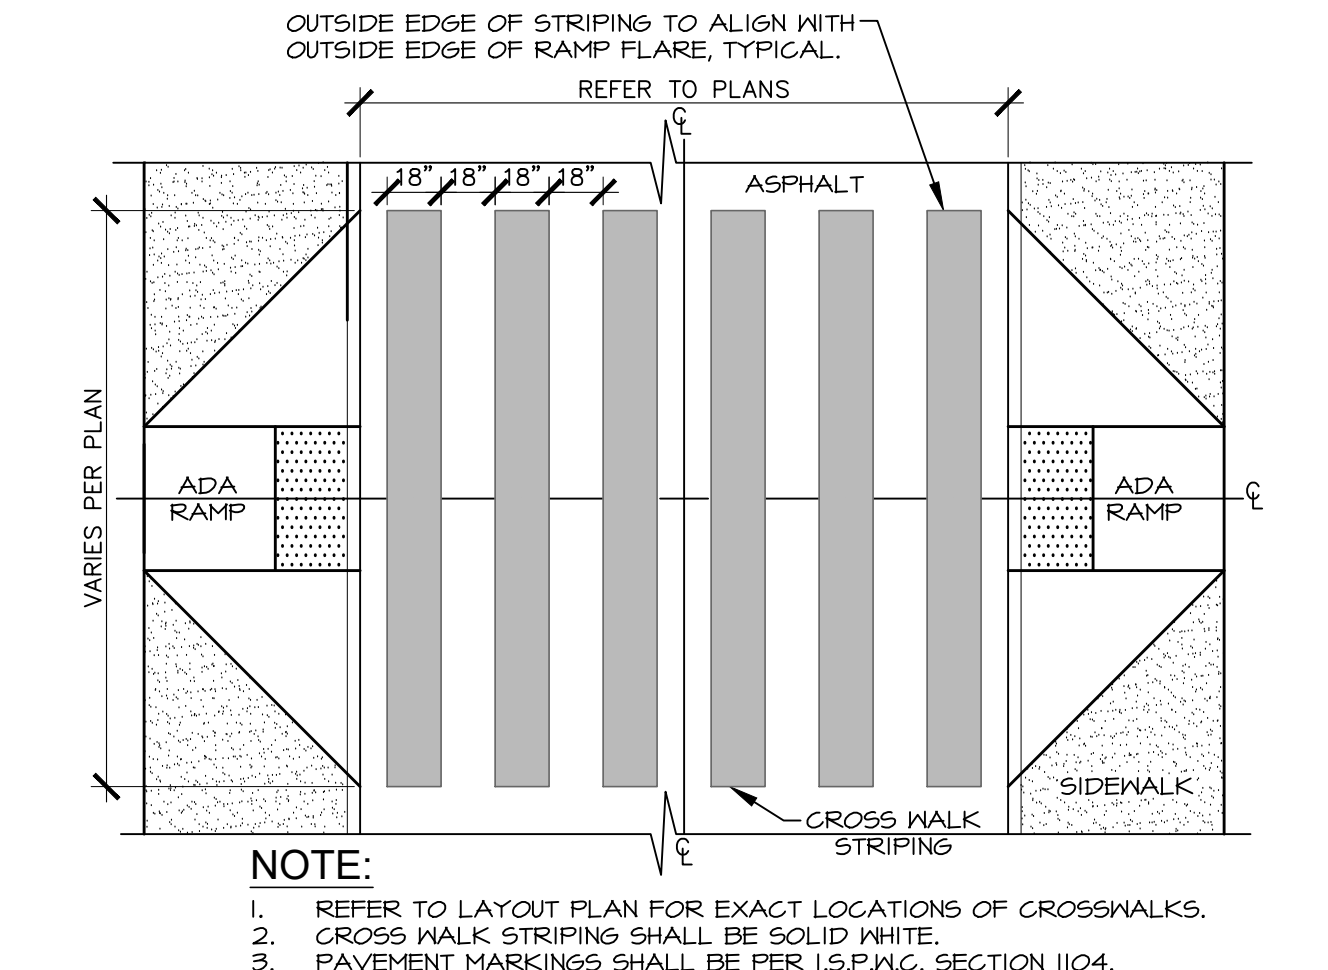 OUTSIDE EDGE OF STRIPING TO ALIGN WITH
OUTSIDE EDGE OF RAMP FLARE, TYPICAL.
REFER TO PLANS
℄
18” 18” 18” 18”
ASPHALT
VARIES PER PLAN
ADA
RAMP
ADA
RAMP
℄
SIDEWALK
CROSS WALK
STRIPING
℄
NOTE:
1. REFER TO LAYOUT PLAN FOR EXACT LOCATIONS OF CROSSWALKS.
2. CROSS WALK STRIPING SHALL BE SOLID WHITE.
3. PAVEMENT MARKINGS SHALL BE PER I.S.P.W.C. SECTION 1104.